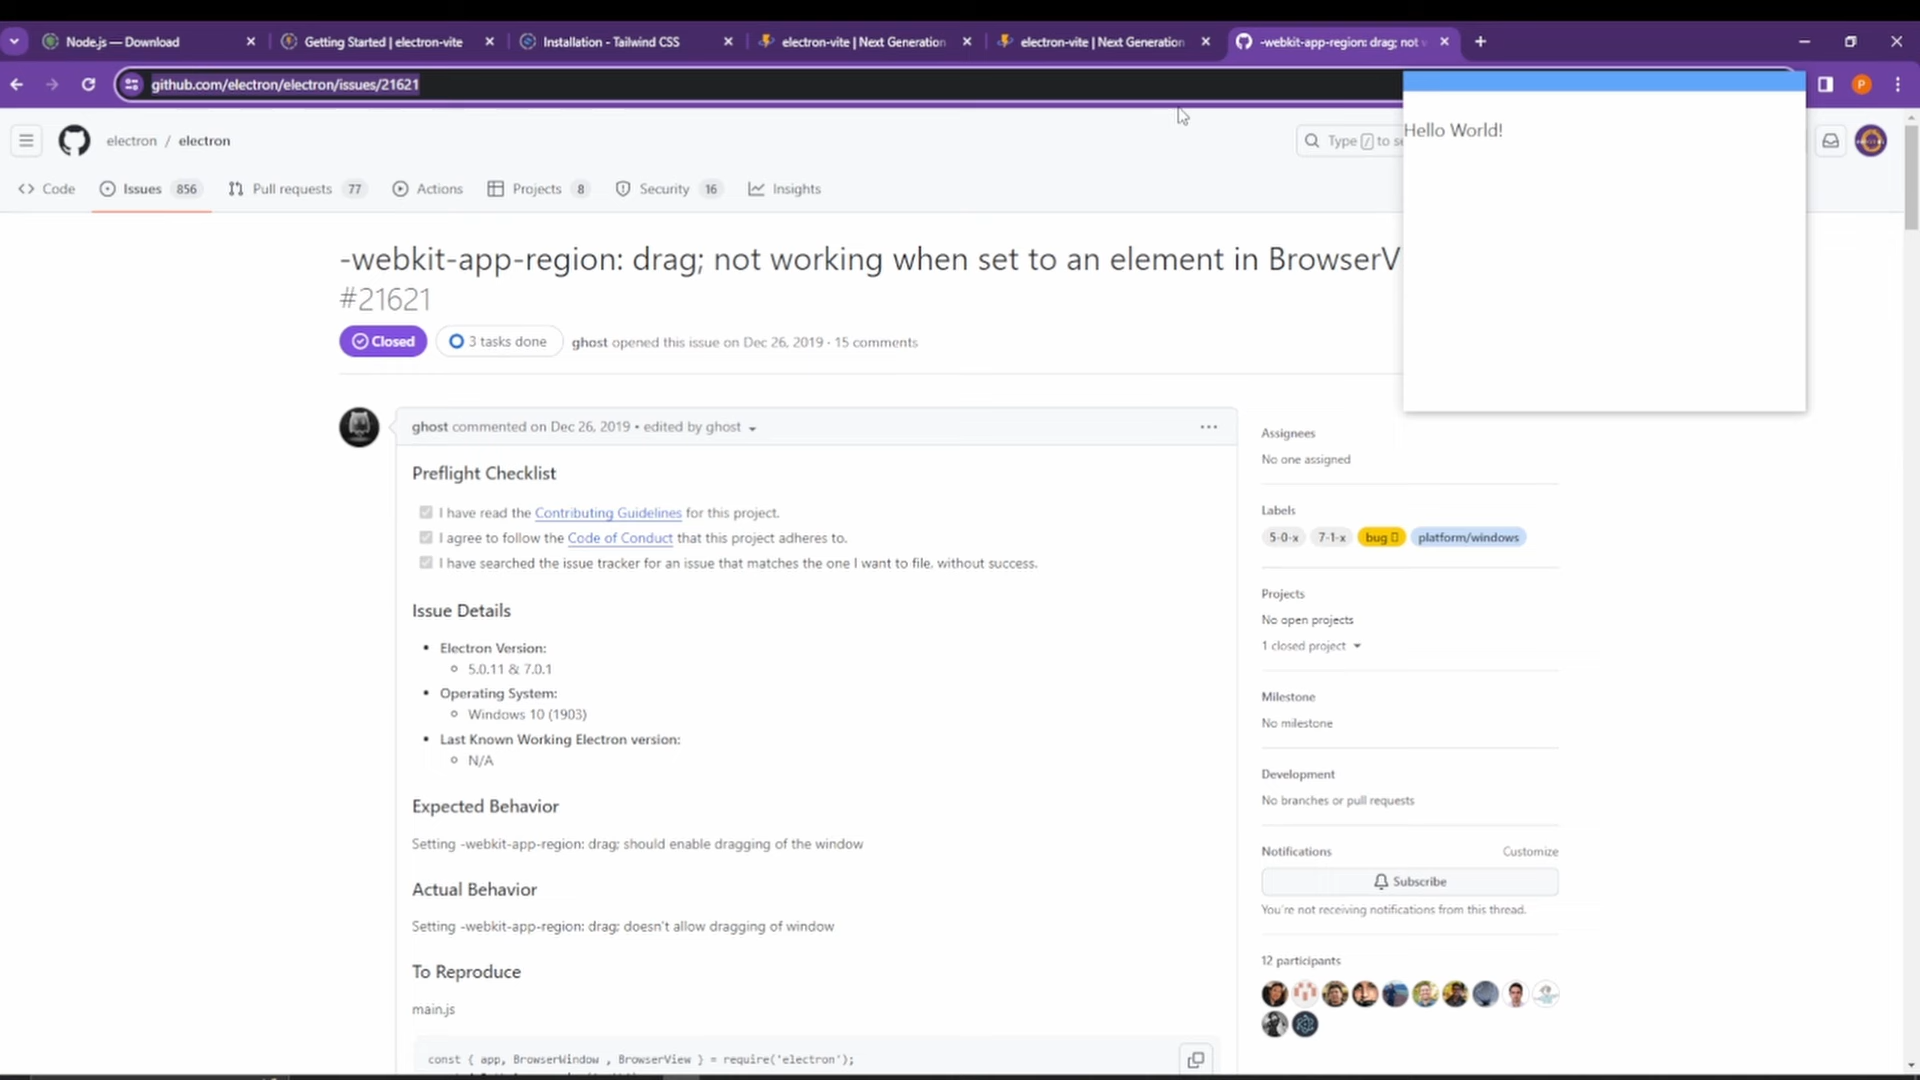 Node.js — Download
Getting Started | electron-vite
Installation - Tailwind CSS
electron-vite | Next Generation
electron-vite | Next Generation
-webkit-app-region: drag; not
github.com/electron/electron/issues/21621
P
electron / electron
Type / to
Hello World!
Code
Issues 856
Pull requests 77
Actions
Projects 8
Security 16
Insights
-webkit-app-region: drag; not working when set to an element in BrowserV
#21621
Closed
3 tasks done
ghost opened this issue on Dec 26, 2019 · 15 comments
ghost commented on Dec 26, 2019 • edited by ghost
Preflight Checklist
I have read the Contributing Guidelines for this project.
I agree to follow the Code of Conduct that this project adheres to.
I have searched the issue tracker for an issue that matches the one I want to file, without success.
Issue Details
• Electron Version:
5.0.11 & 7.0.1
• Operating System:
Windows 10 (1903)
• Last Known Working Electron version:
N/A
Expected Behavior
Setting -webkit-app-region: drag; should enable dragging of the window
Actual Behavior
Setting -webkit-app-region: drag; doesn't allow dragging of window
To Reproduce
main.js
const { app, BrowserWindow , BrowserView } = require('electron');
Assignees
No one assigned
Labels
5-0-x
7-1-x
bug
platform/windows
Projects
No open projects
1 closed project
Milestone
No milestone
Development
No branches or pull requests
Notifications
Customize
Subscribe
You're not receiving notifications from this thread.
12 participants